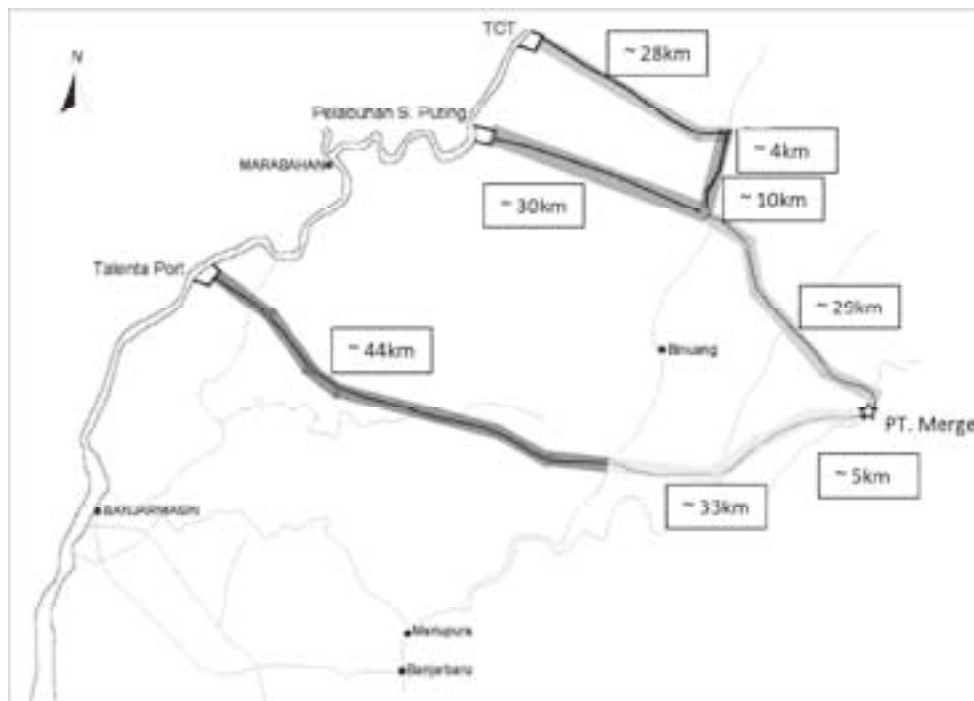 TCT
~ 28km
N
Pelabuhan S. Puting
~ 4km
MARABAHAN
~ 30km
~ 10km
Talenta Port
~ 29km
~ 44km
Binuang
PT. Merge
~ 5km
~ 33km
BANJARMASIN
Martapura
Banjarbaru